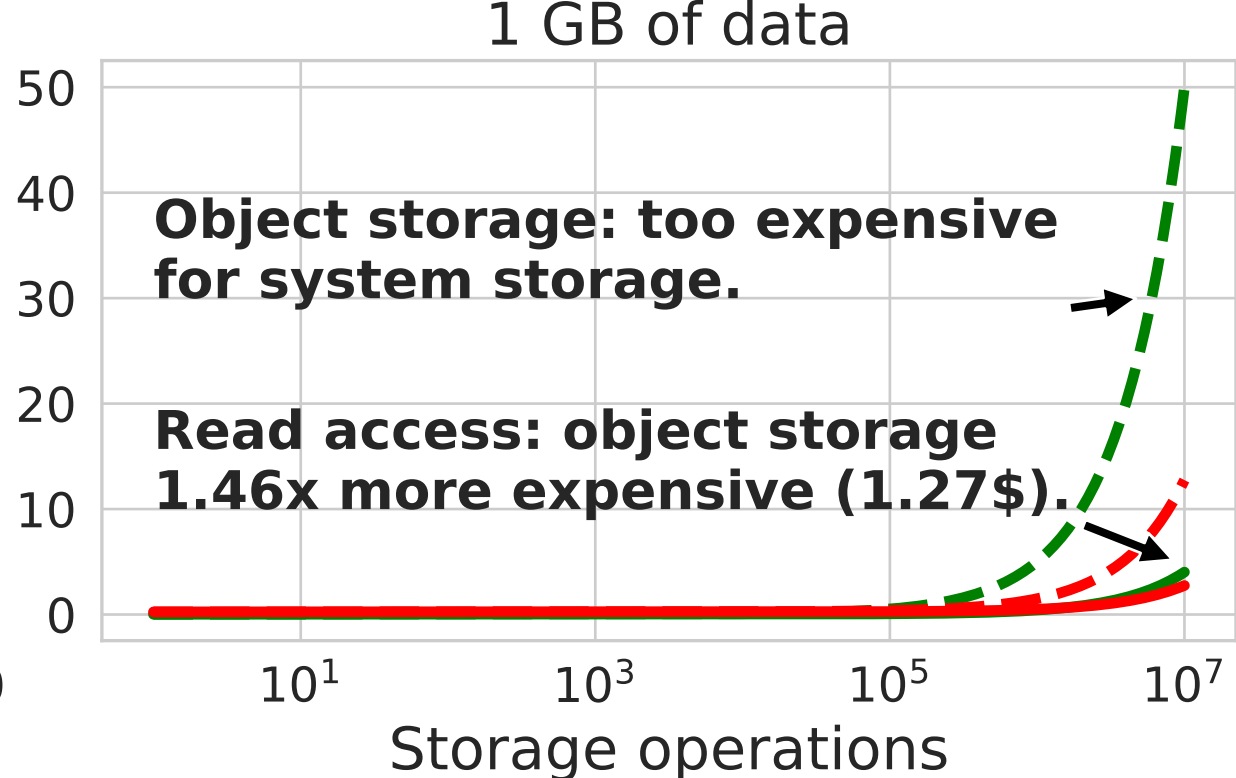 1 GB of data
50
40
Object storage: too expensive
for system storage.
30
20
Read access: object storage
1.46x more expensive (1.27$).
10
0
10¹ 10³ 10⁵ 10⁷
Storage operations